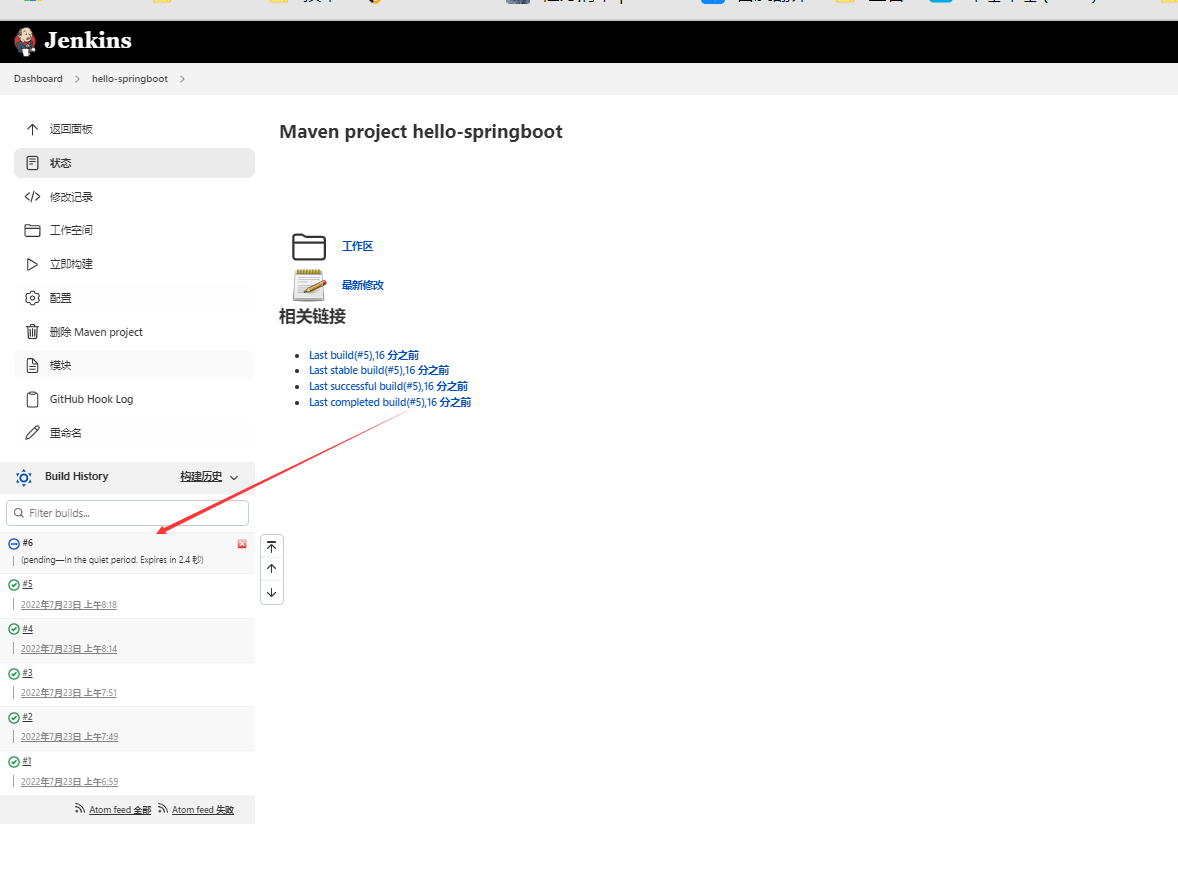 Jenkins
Dashboard
hello-springboot
返回面板
状态
修改记录
工作空间
立即构建
配置
删除 Maven project
模块
GitHub Hook Log
重命名
Build History
构建历史
Filter builds...
#6
(pending—In the quiet period. Expires in 2.4 秒)
#5
2022年7月23日 上午8:18
#4
2022年7月23日 上午8:14
#3
2022年7月23日 上午7:51
#2
2022年7月23日 上午7:49
#1
2022年7月23日 上午6:59
Atom feed 全部
Atom feed 失败
Maven project hello-springboot
工作区
最新修改
相关链接
Last build(#5),16 分之前
Last stable build(#5),16 分之前
Last successful build(#5),16 分之前
Last completed build(#5),16 分之前